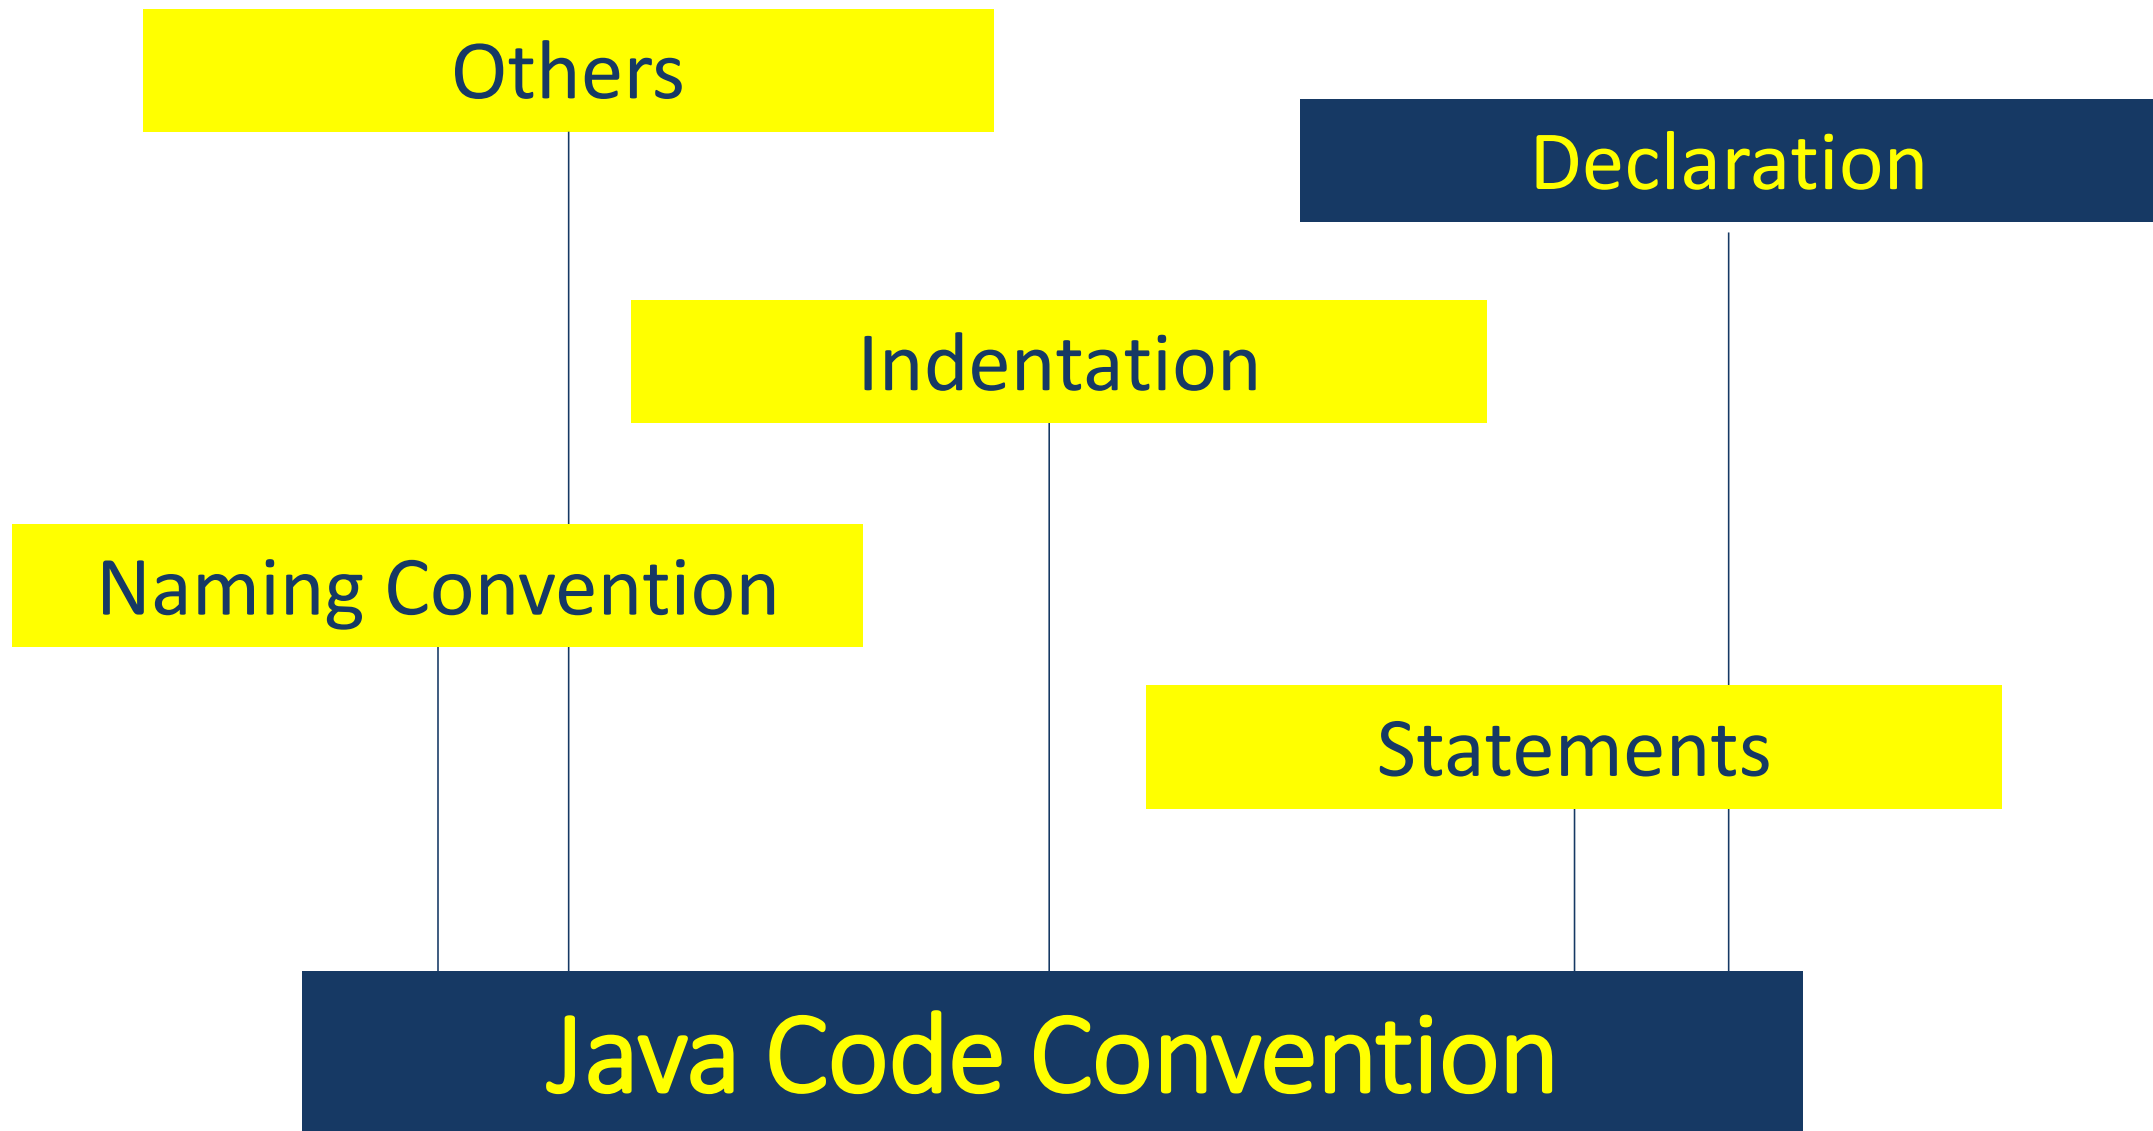 Others
Declaration
Indentation
Naming Convention
Statements
Java Code Convention